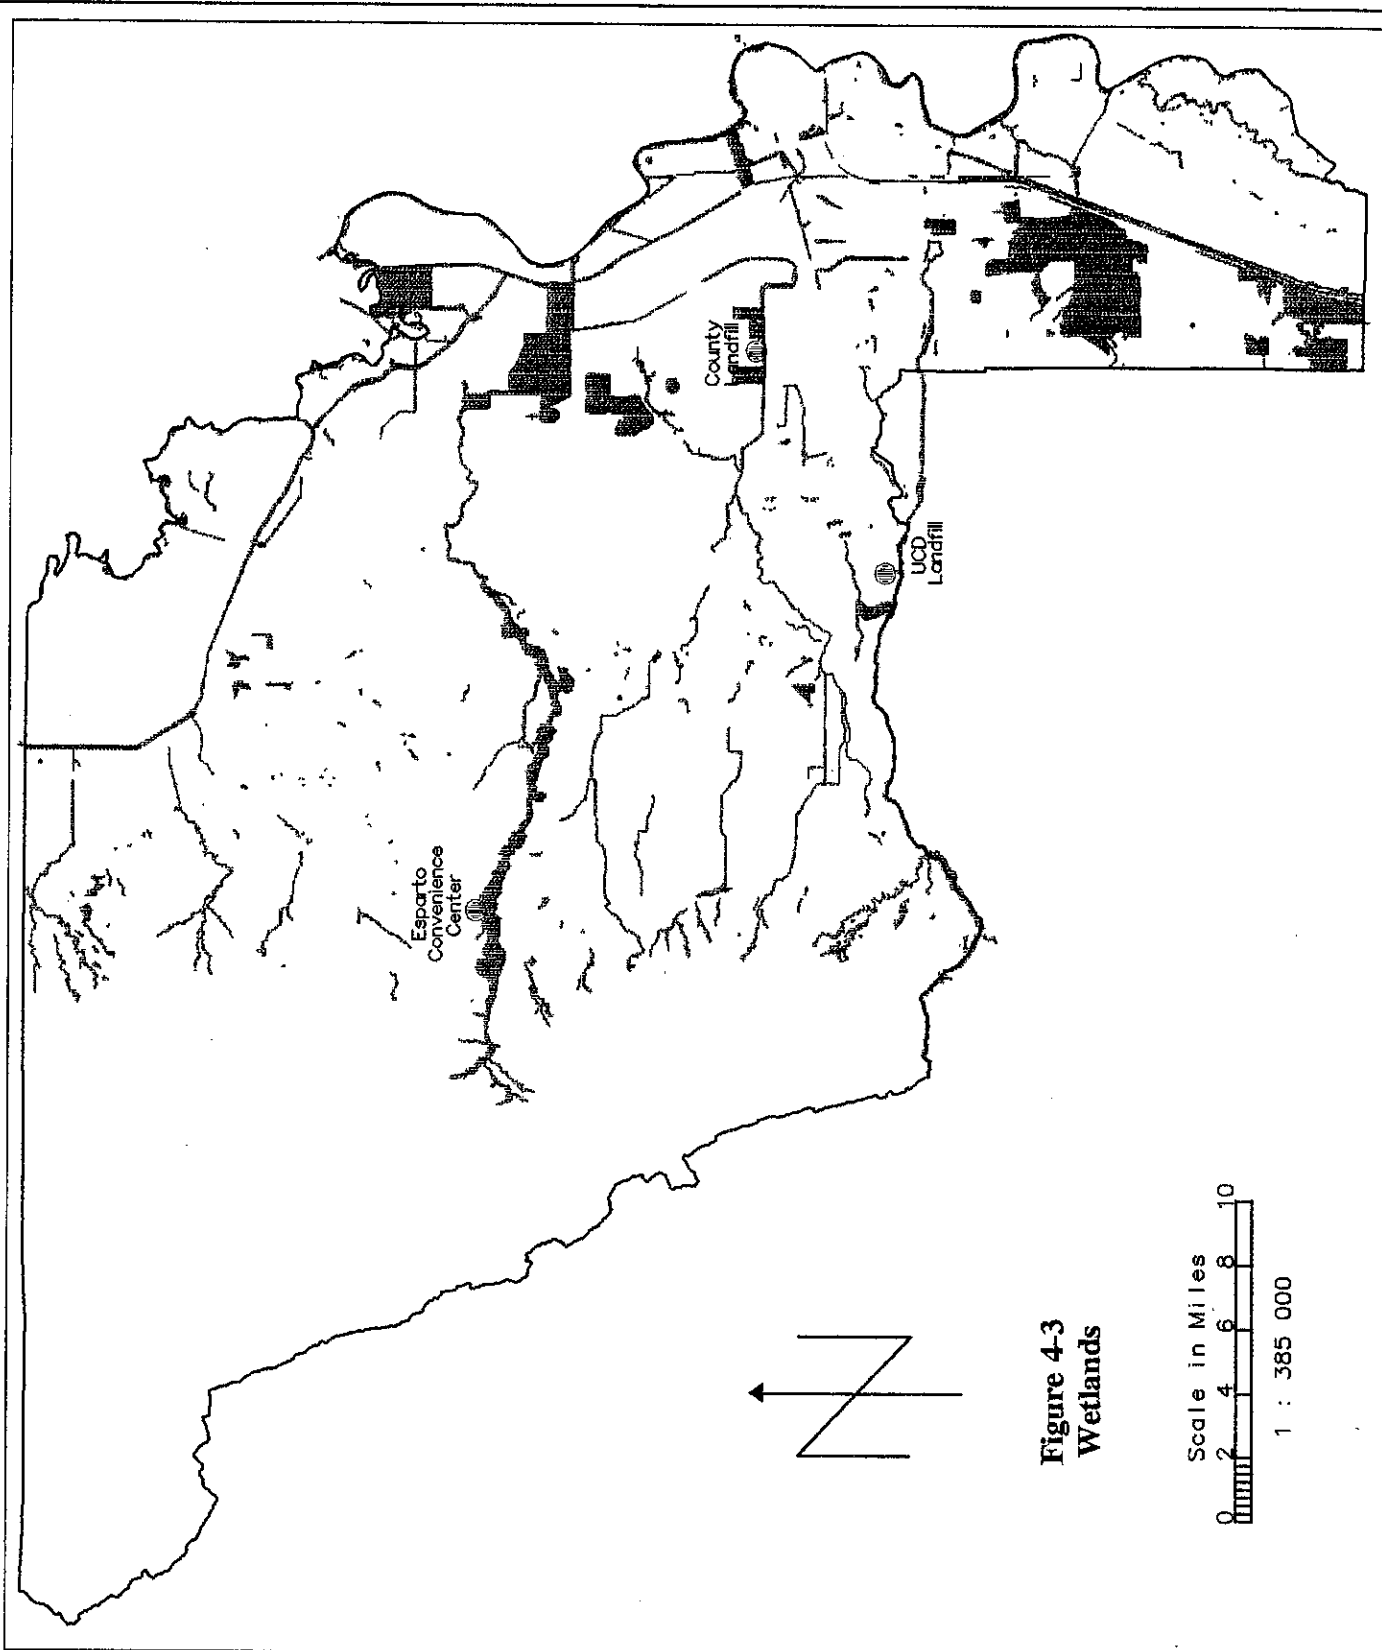 Esparto
Convenience
Center
County
Landfill
UCD
Landfill
N
Figure 4-3
Wetlands
Scale in Miles
0 2 4 6 8 10
1 : 385 000